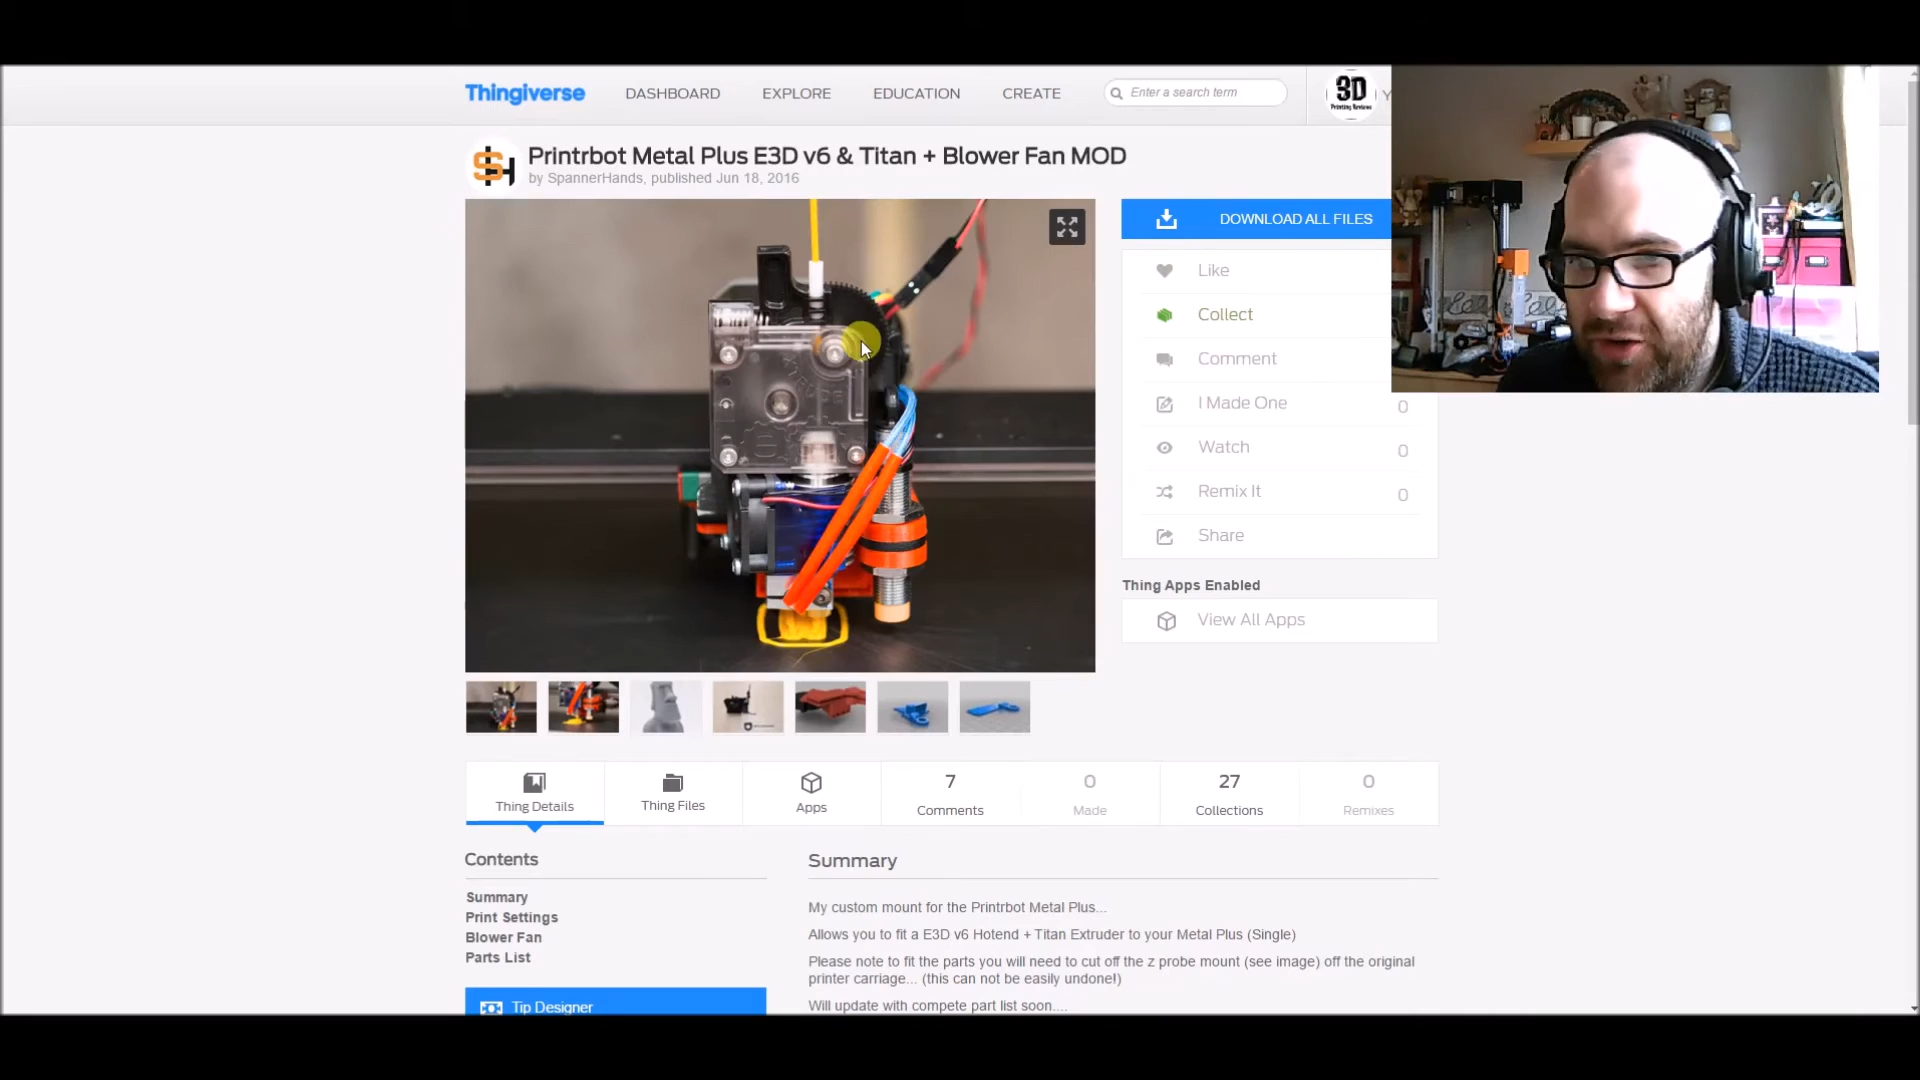 Thingiverse DASHBOARD EXPLORE EDUCATION CREATE Enter a search term 3D Printing Reviews Y
SH Printrbot Metal Plus E3D v6 & Titan + Blower Fan MOD
by SpannerHands, published Jun 18, 2016
DOWNLOAD ALL FILES
Like
Collect
Comment
I Made One 0
Watch 0
Remix It 0
Share
Thing Apps Enabled
View All Apps
Thing Details
Thing Files
Apps
7
Comments
0
Made
27
Collections
0
Remixes
Contents
Summary
Print Settings
Blower Fan
Parts List
Tip Designer
Summary
My custom mount for the Printrbot Metal Plus...
Allows you to fit a E3D v6 Hotend + Titan Extruder to your Metal Plus (Single)
Please note to fit the parts you will need to cut off the z probe mount (see image) off the original
printer carriage... (this can not be easily undone!)
Will update with compete part list soon....